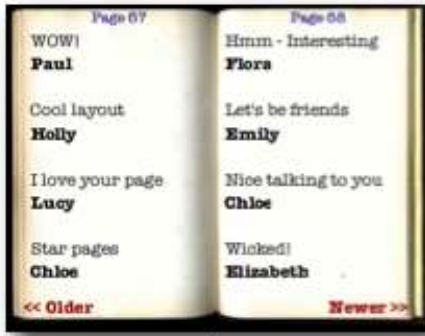 Page 67
WOW!
Paul
Cool layout
Holly
I love your page
Lucy
Star pages
Chloe
<< Older
Page 68
Hmm - Interesting
Flora
Let's be friends
Emily
Nice talking to you
Chloe
Wicked!
Elizabeth
Newer >>